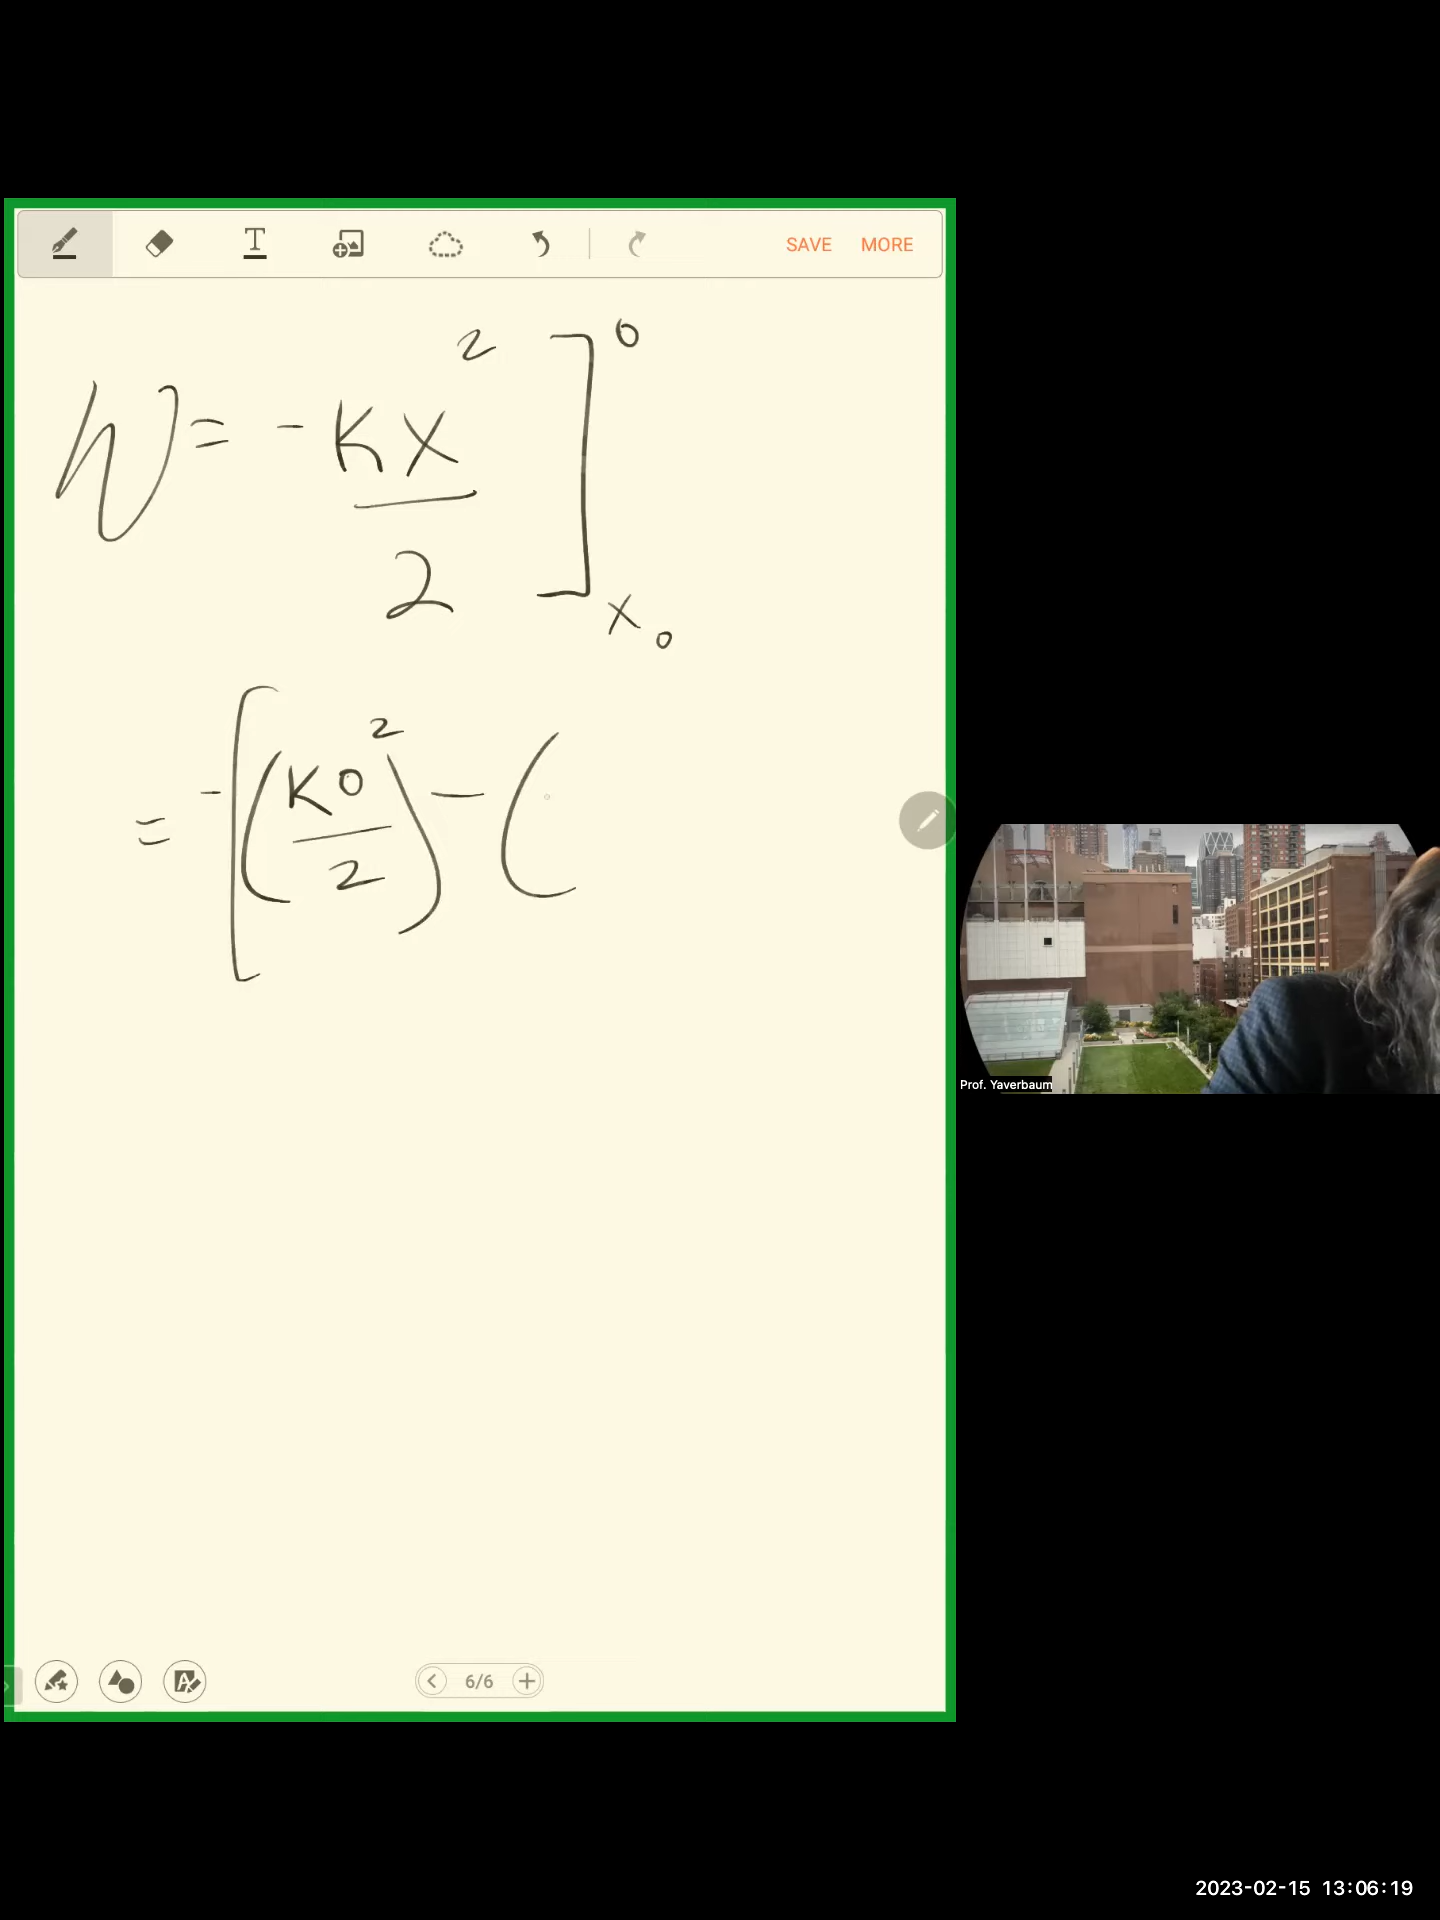 T
SAVE MORE
W = -KX² / 2 ]⁰ₓ₀
= -[(K0² / 2) - (
Prof. Yaverbaum
A
6/6
2023-02-15 13:06:19